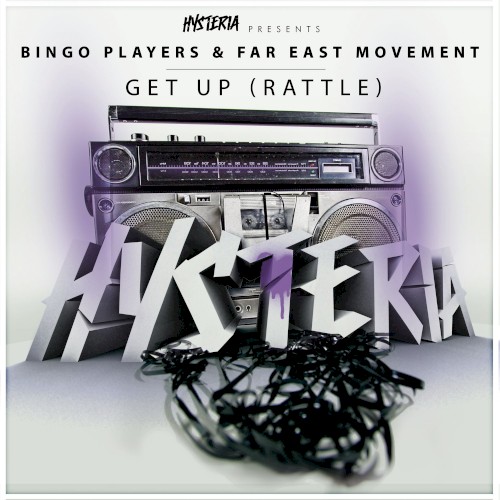 HYSTERIA PRESENTS
BINGO PLAYERS & FAR EAST MOVEMENT
GET UP (RATTLE)
HYSTERIA